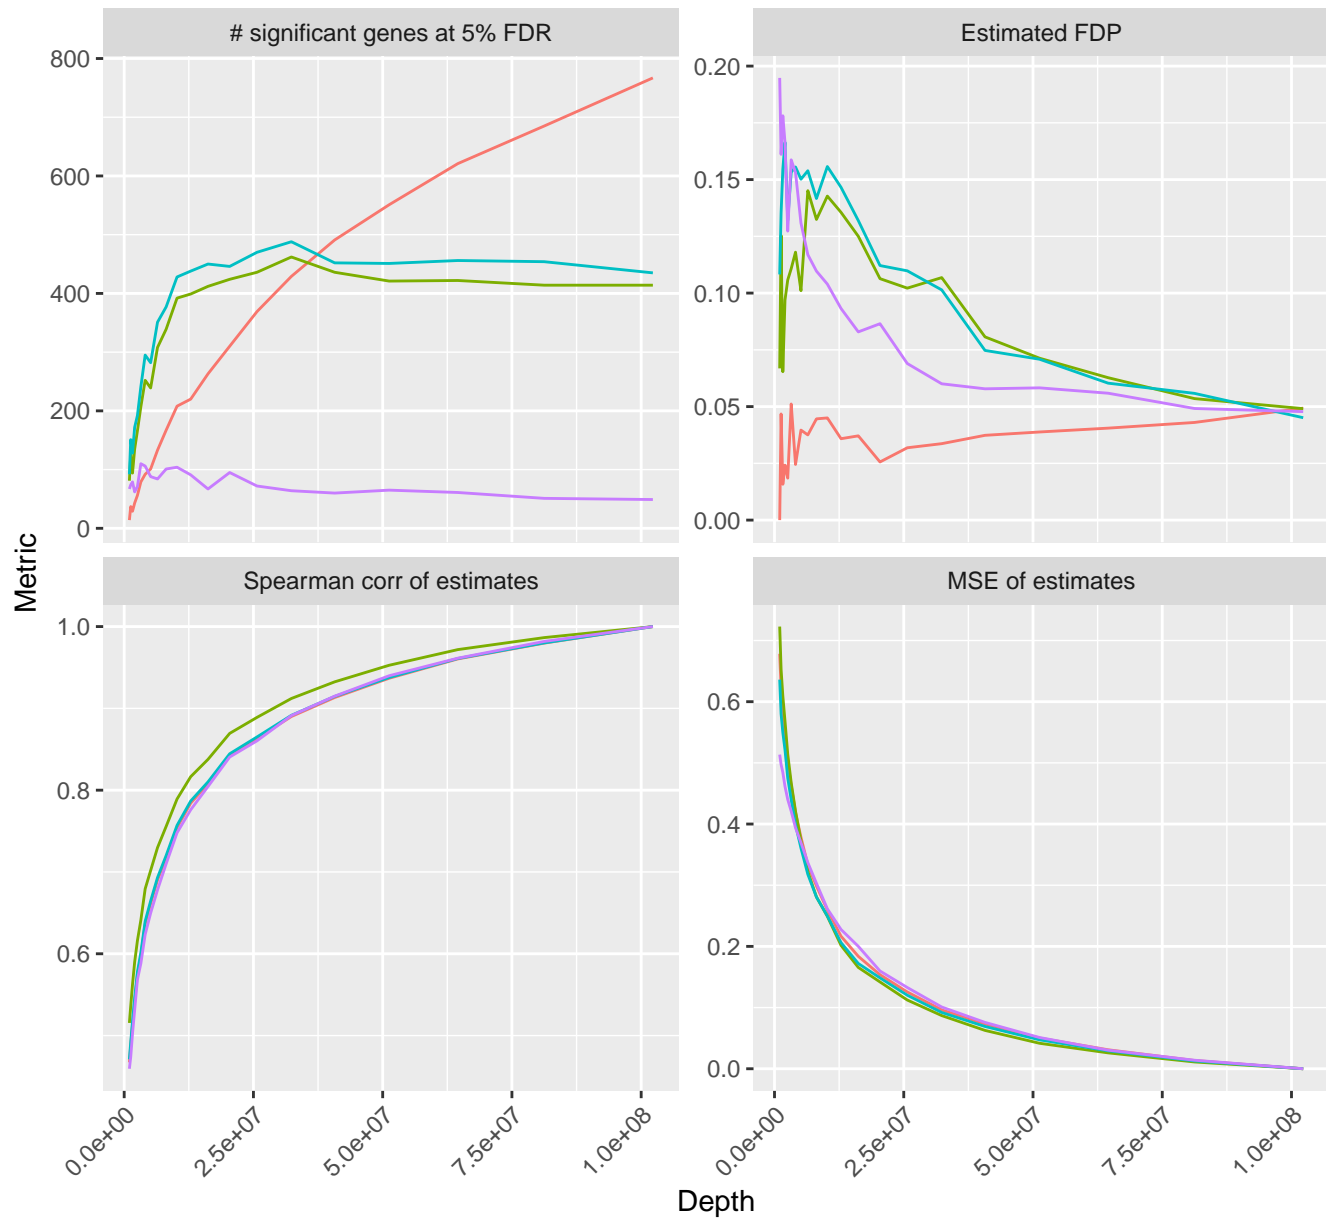 # significant genes at 5% FDR
Estimated FDP
800
600
400
200
0
0.20
0.15
0.10
0.05
0.00
Metric
Spearman corr of estimates
MSE of estimates
1.0
0.8
0.6
0.6
0.4
0.2
0.0
0.0e+00
2.5e+07
5.0e+07
7.5e+07
1.0e+08
0.0e+00
2.5e+07
5.0e+07
7.5e+07
1.0e+08
Depth